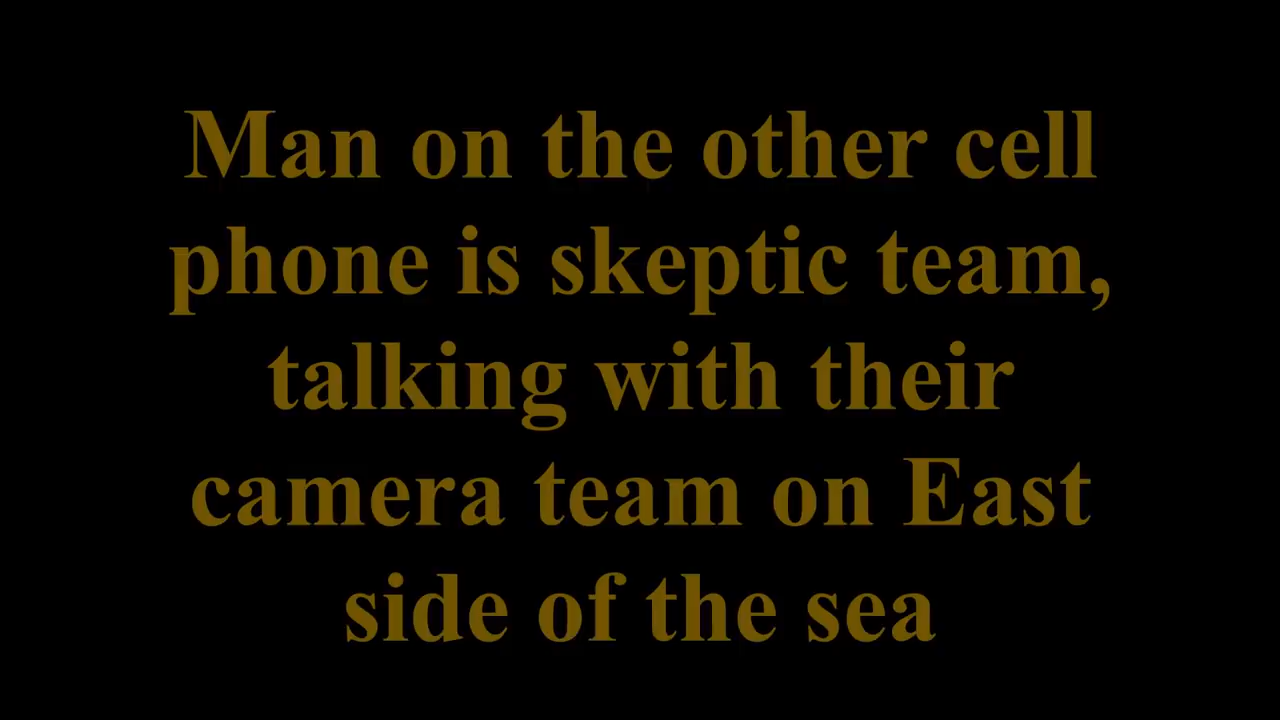 Man on the other cell
phone is skeptic team,
talking with their
camera team on East
side of the sea